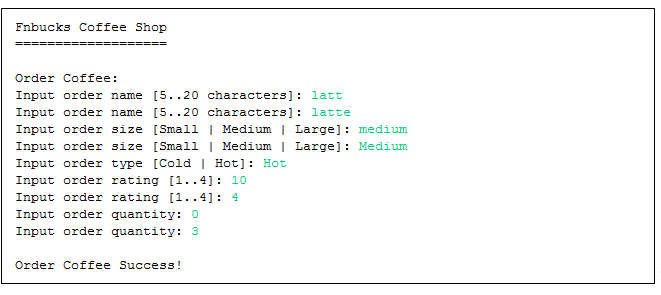 Fnbucks Coffee Shop
===================
Order Coffee:
Input order name [5..20 characters]: latt
Input order name [5..20 characters]: latte
Input order size [Small | Medium | Large]: medium
Input order size [Small | Medium | Large]: Medium
Input order type [Cold | Hot]: Hot
Input order rating [1..4]: 10
Input order rating [1..4]: 4
Input order quantity: 0
Input order quantity: 3
Order Coffee Success!